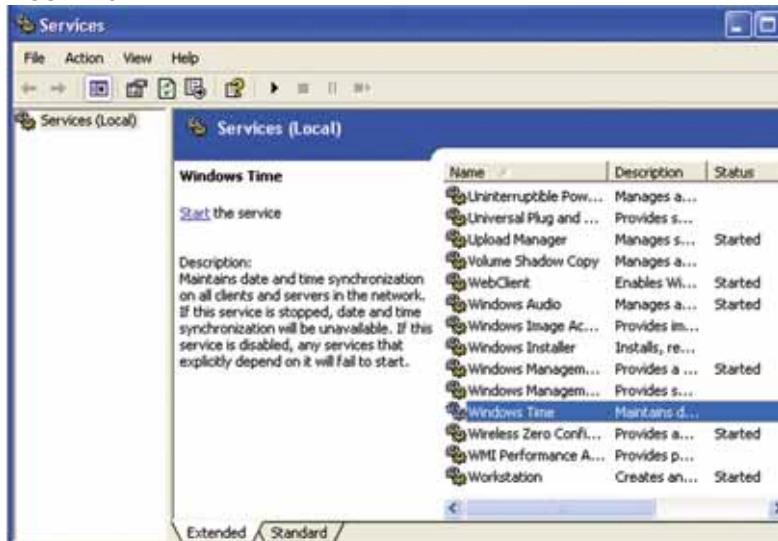 Services
File Action View Help
Services (Local)
Services (Local)
Windows Time
Start the service
Description:
Maintains date and time synchronization
on all clients and servers in the network.
If this service is stopped, date and time
synchronization will be unavailable. If this
service is disabled, any services that
explicitly depend on it will fail to start.
Name Description Status
Uninterruptible Pow... Manages a...
Universal Plug and ... Provides s...
Upload Manager Manages s... Started
Volume Shadow Copy Manages a...
WebClient Enables Wi... Started
Windows Audio Manages a... Started
Windows Image Ac... Provides im...
Windows Installer Installs, re...
Windows Managem... Provides a ... Started
Windows Managem... Provides s...
Windows Time Maintains d...
Wireless Zero Confi... Provides a... Started
WMI Performance A... Provides p...
Workstation Creates an... Started
Extended Standard